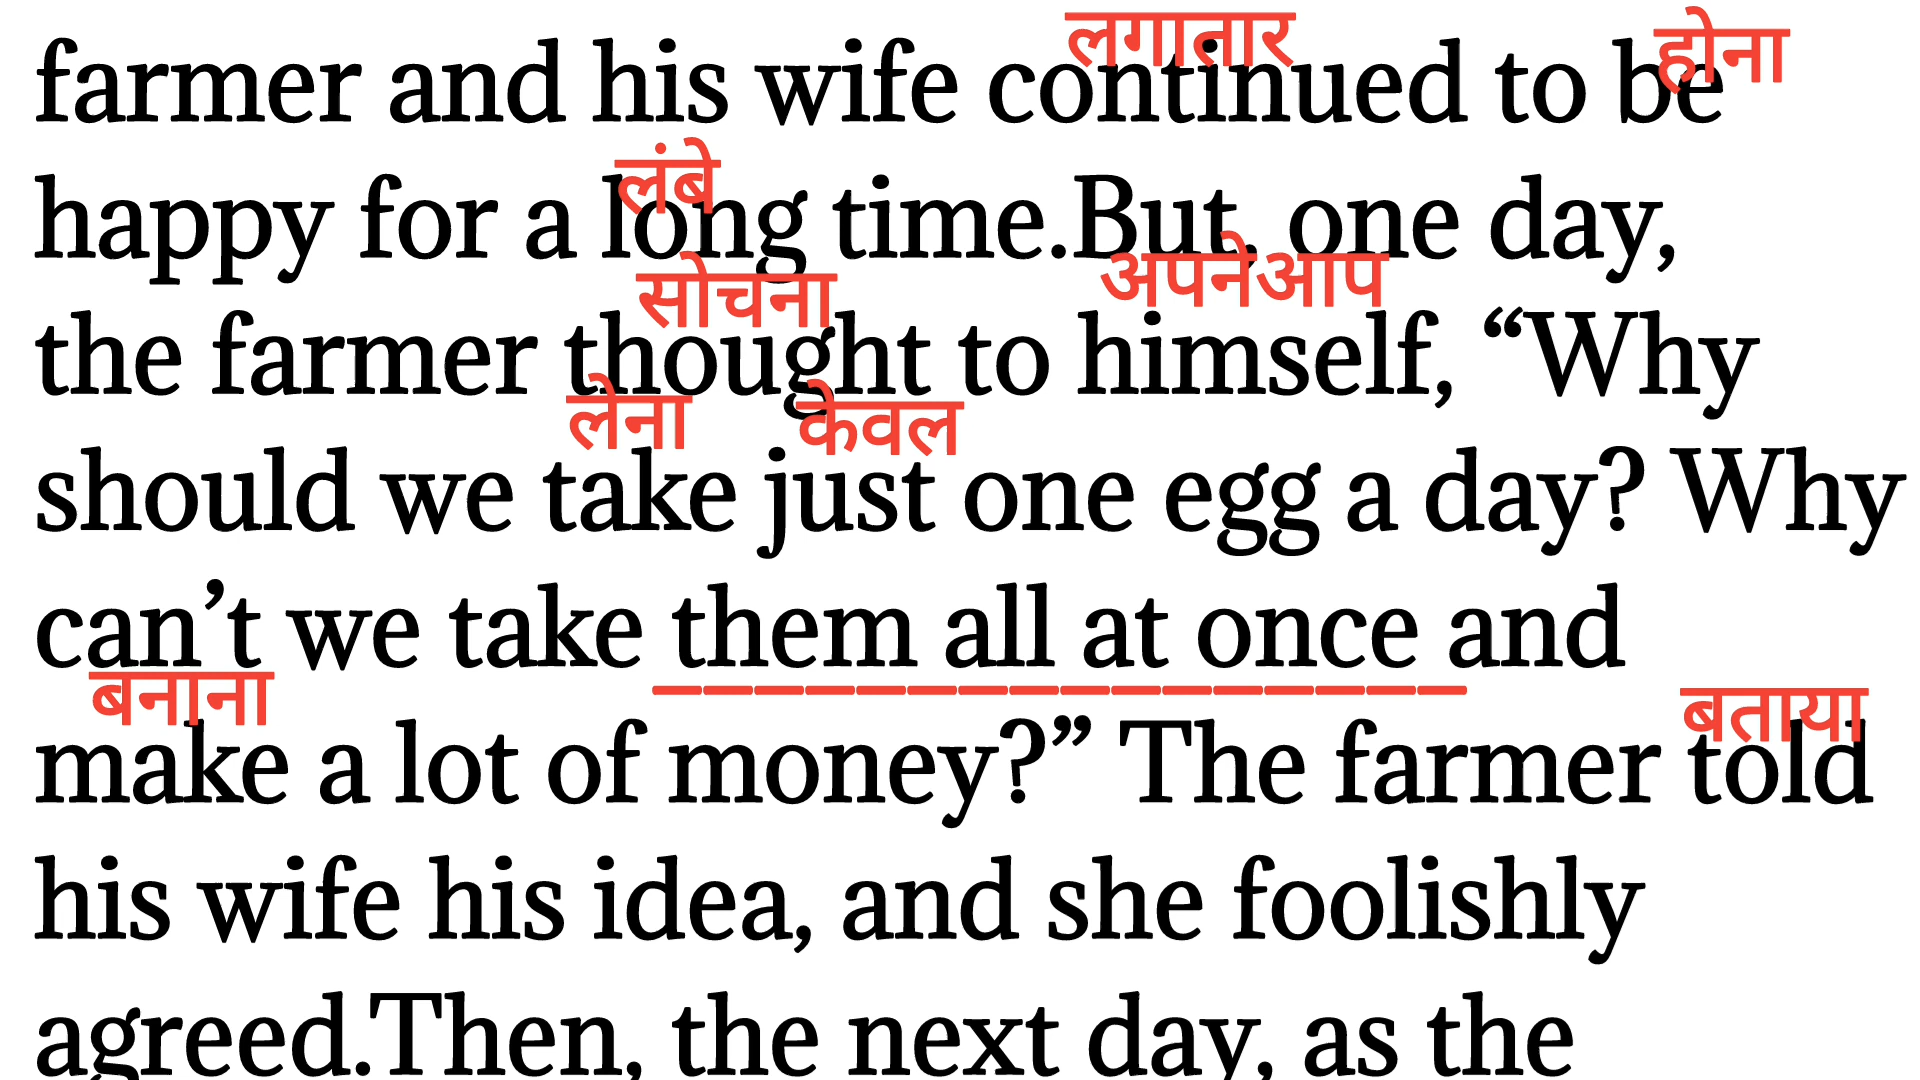 लगातार होना
farmer and his wife continued to be
लंबे
happy for a long time.But, one day,
सोचना अपनेआप
the farmer thought to himself, “Why
लेना केवल
should we take just one egg a day? Why
can’t we take them all at once and
बनाना बताया
make a lot of money?” The farmer told
his wife his idea, and she foolishly
agreed.Then, the next day, as the